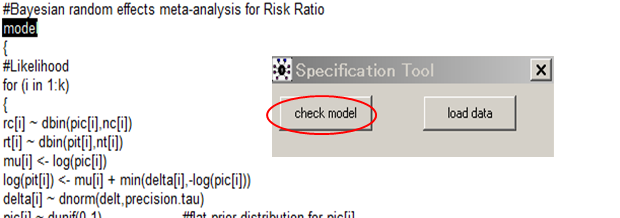 #Bayesian random effects meta-analysis for Risk Ratio
model
{
#Likelihood
for (i in 1:k)
{
rc[i] ~ dbin(pic[i],nc[i])
rt[i] ~ dbin(pit[i],nt[i])
mu[i] <- log(pic[i])
log(pit[i]) <- mu[i] + min(delta[i],-log(pic[i]))
delta[i] ~ dnorm(delt,precision.tau)
pic[i] ~ dunif(0,1) #flat prior distribution for pic[i]
Specification Tool
check model load data